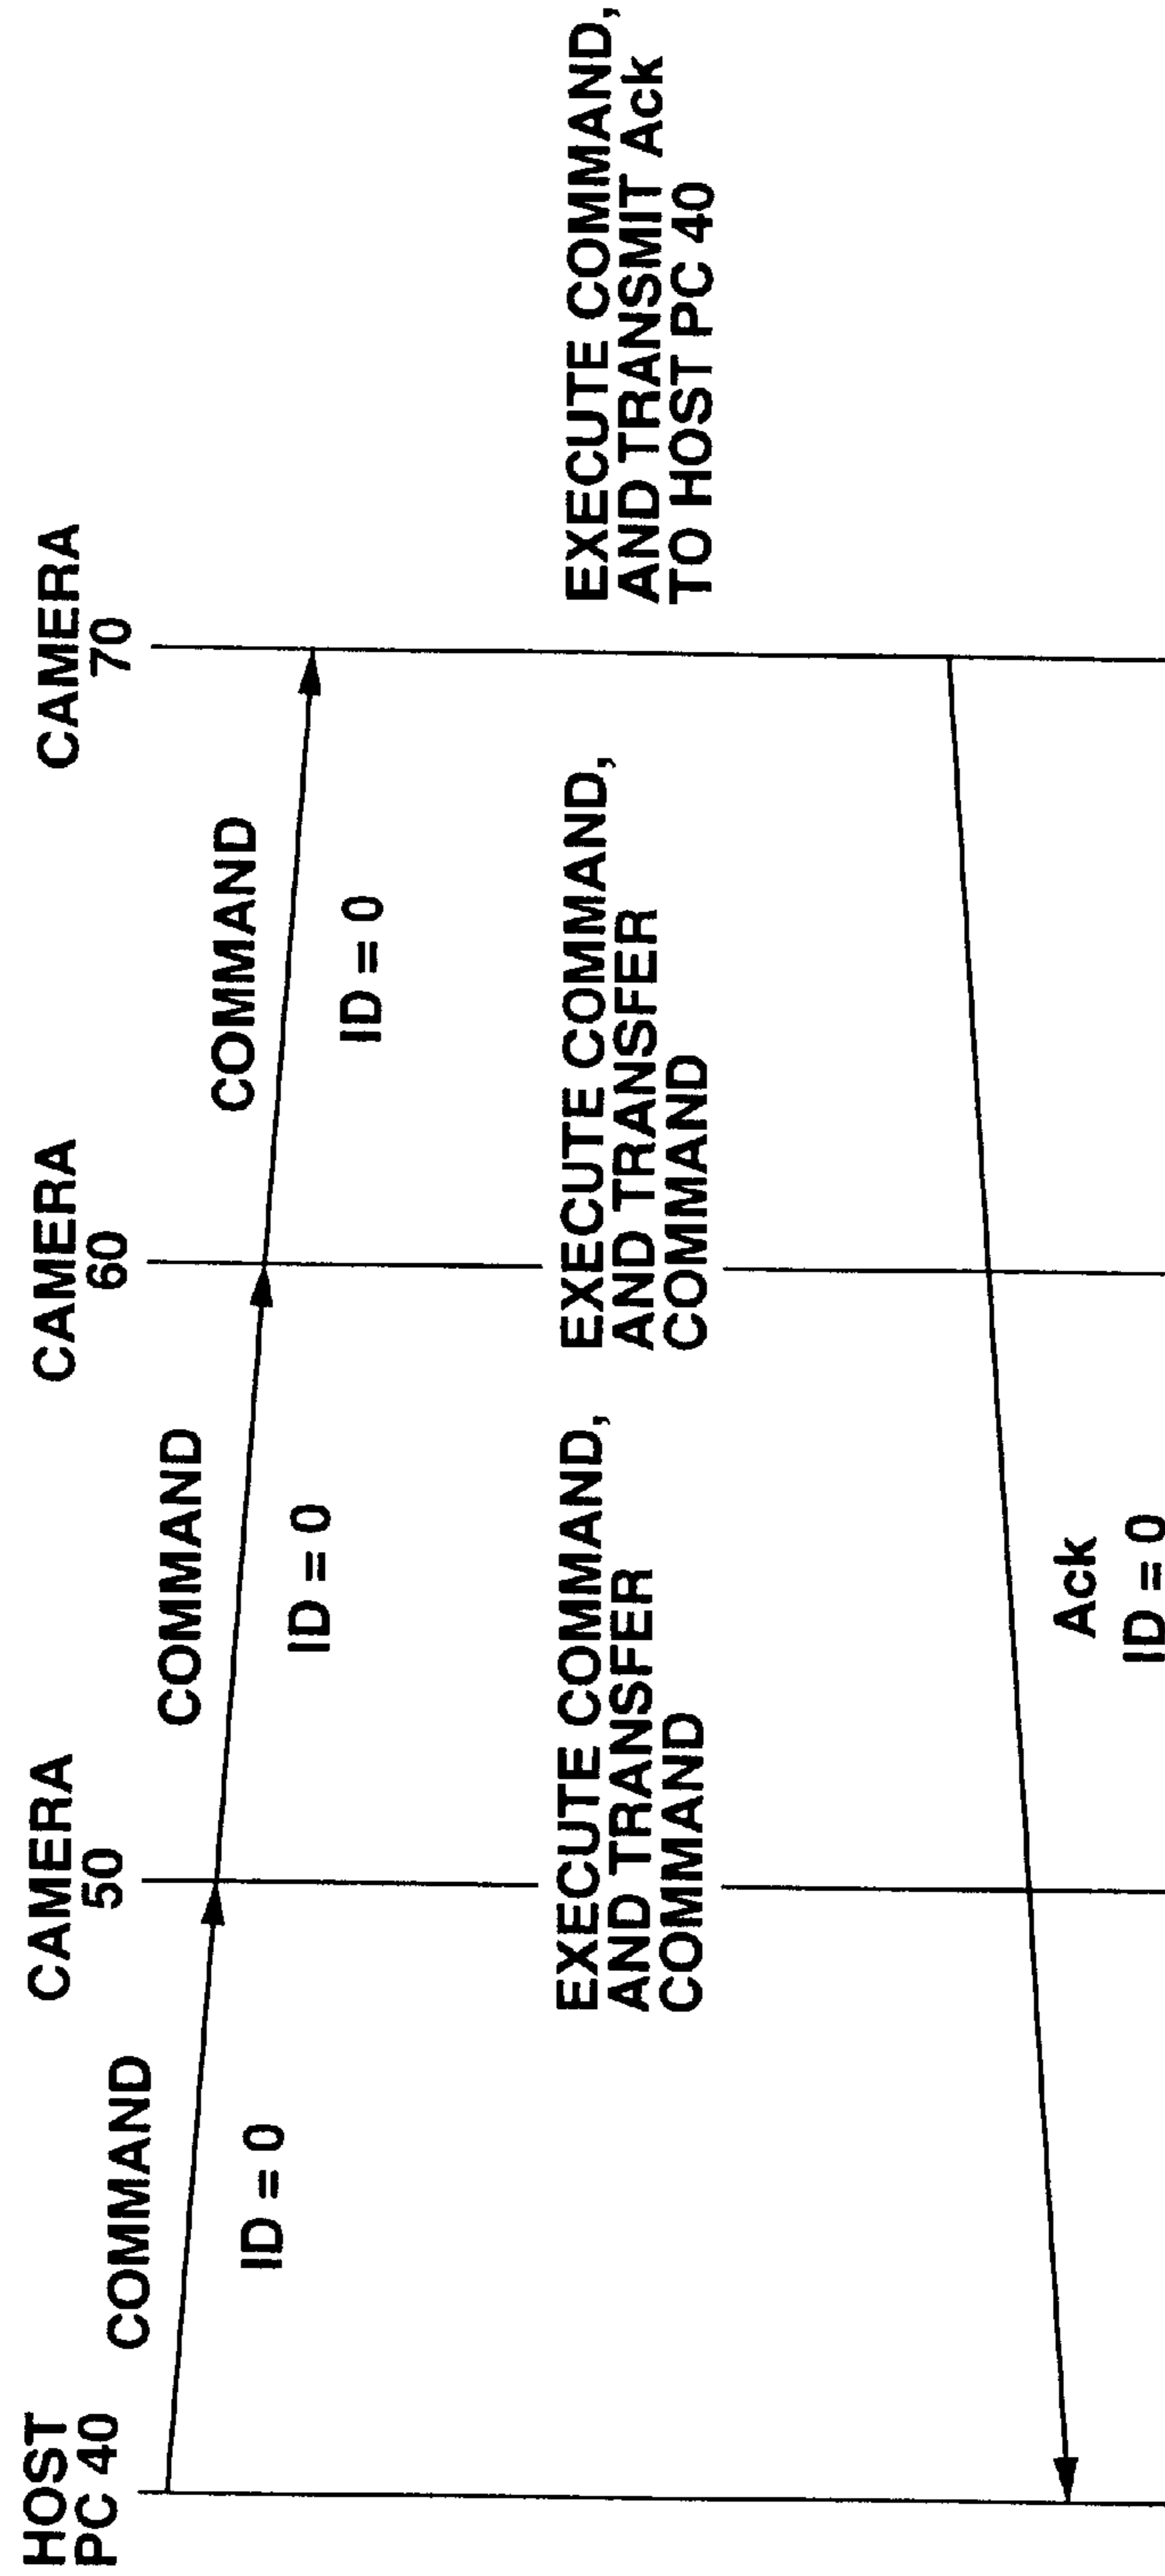 HOST
PC 40
CAMERA
50
CAMERA
60
CAMERA
70
COMMAND
ID = 0
COMMAND
ID = 0
COMMAND
ID = 0
EXECUTE COMMAND,
AND TRANSFER
COMMAND
EXECUTE COMMAND,
AND TRANSFER
COMMAND
EXECUTE COMMAND,
AND TRANSMIT Ack
TO HOST PC 40
Ack
ID = 0